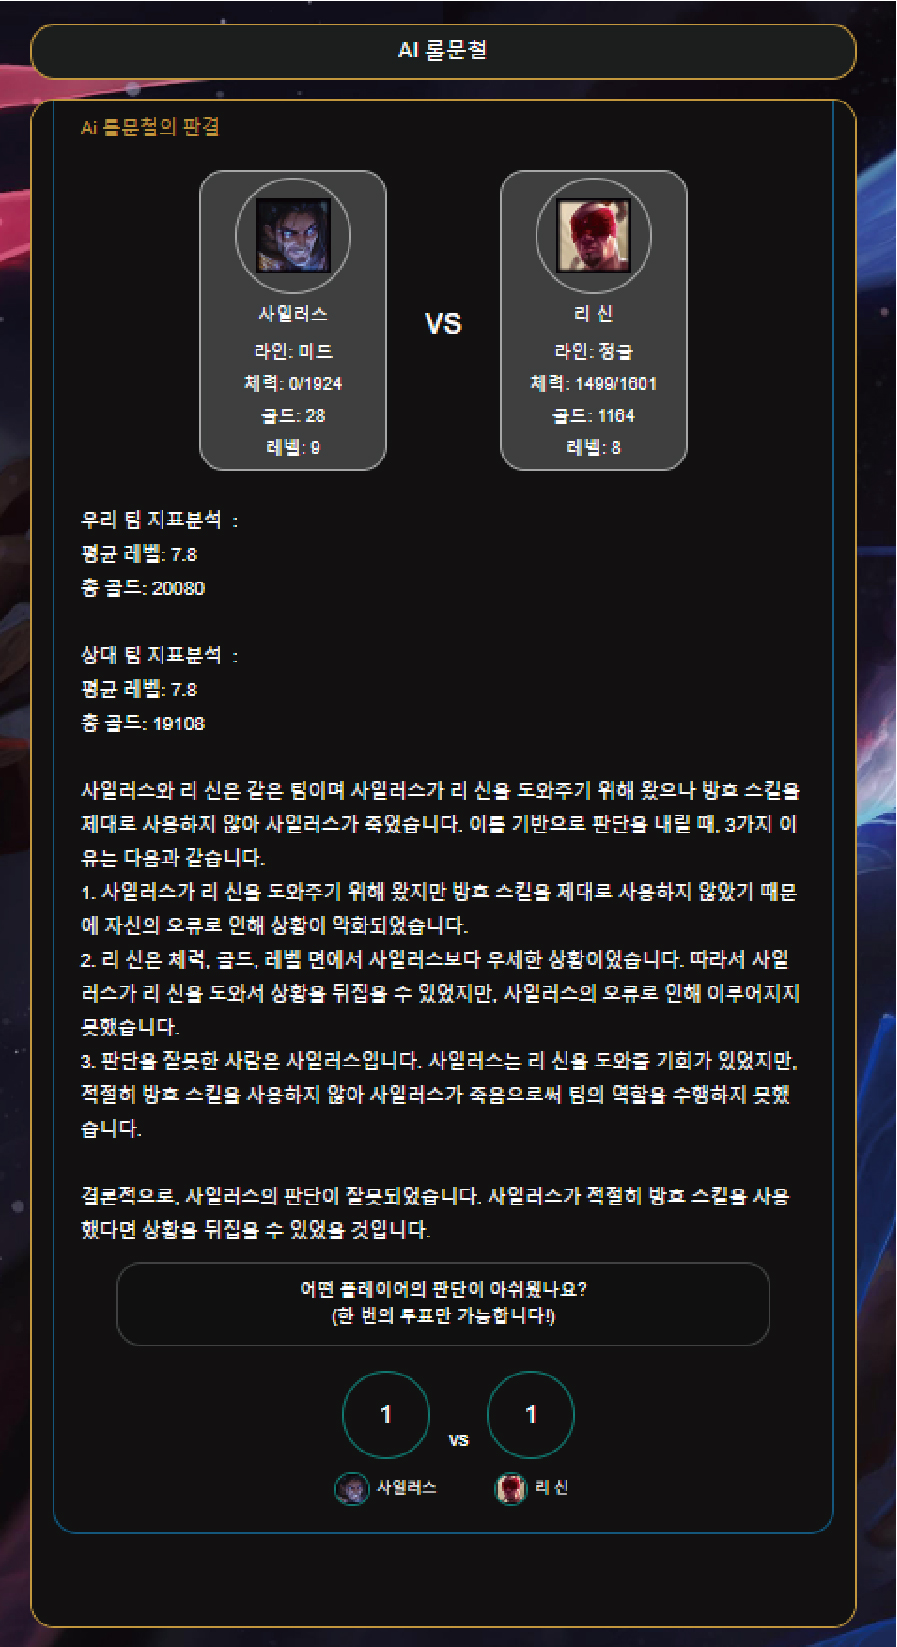 AI 롤문철
Ai 롤문철의 판결
사일러스
라인: 미드
체력: 0/1924
골드: 28
레벨: 9
VS
리 신
라인: 정글
체력: 1499/1601
골드: 1164
레벨: 8
우리 팀 지표분석 :
평균 레벨: 7.8
총 골드: 20080
상대 팀 지표분석 :
평균 레벨: 7.8
총 골드: 19108
사일러스와 리 신은 같은 팀이며 사일러스가 리 신을 도와주기 위해 왔으나 방호 스킬을
제대로 사용하지 않아 사일러스가 죽었습니다. 이를 기반으로 판단을 내릴 때, 3가지 이
유는 다음과 같습니다.
1. 사일러스가 리 신을 도와주기 위해 왔지만 방호 스킬을 제대로 사용하지 않았기 때문
에 자신의 오류로 인해 상황이 악화되었습니다.
2. 리 신은 체력, 골드, 레벨 면에서 사일러스보다 우세한 상황이었습니다. 따라서 사일
러스가 리 신을 도와서 상황을 뒤집을 수 있었지만, 사일러스의 오류로 인해 이루어지지
못했습니다.
3. 판단을 잘못한 사람은 사일러스입니다. 사일러스는 리 신을 도와줄 기회가 있었지만,
적절히 방호 스킬을 사용하지 않아 사일러스가 죽음으로써 팀의 역할을 수행하지 못했
습니다.
결론적으로, 사일러스의 판단이 잘못되었습니다. 사일러스가 적절히 방호 스킬을 사용
했다면 상황을 뒤집을 수 있었을 것입니다.
어떤 플레이어의 판단이 아쉬웠나요?
(한 번의 투표만 가능합니다!)
1
vs
1
사일러스
리 신